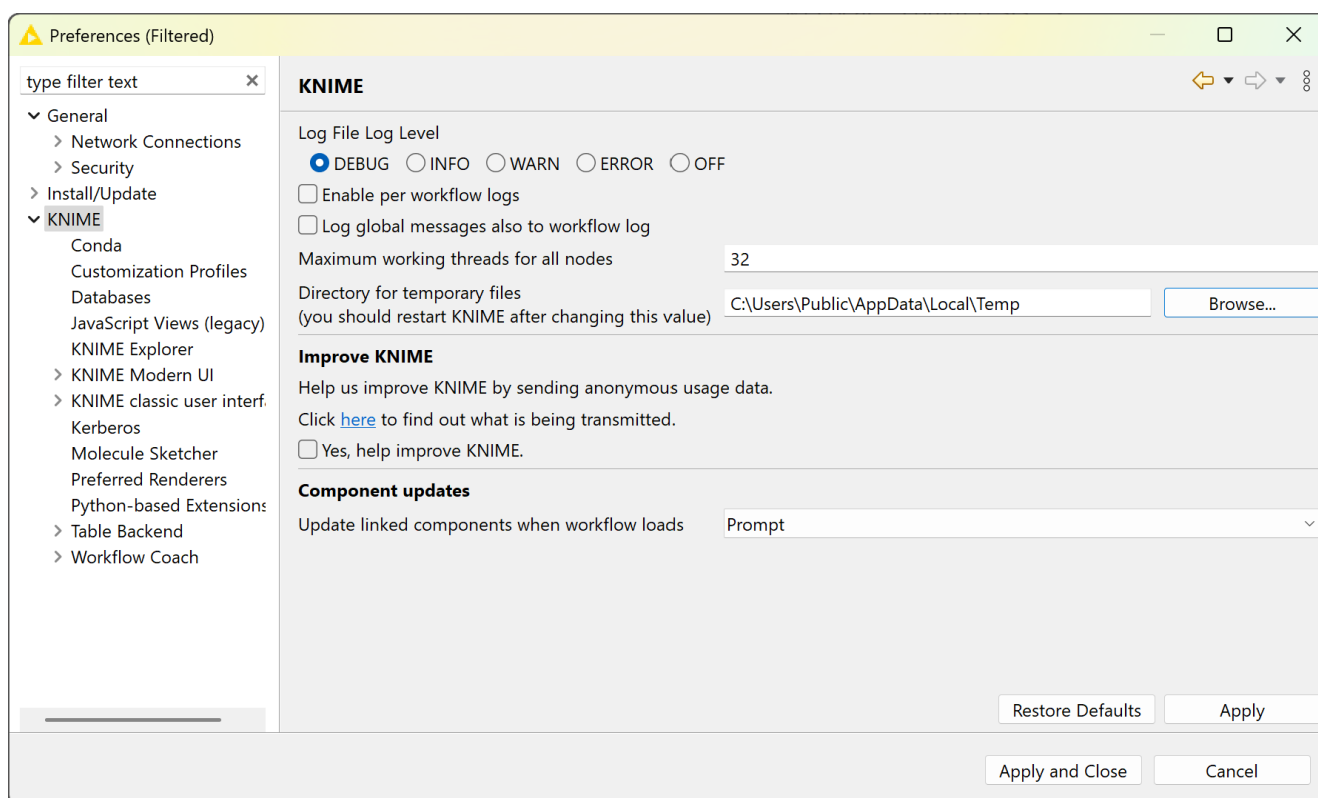 Preferences (Filtered)
type filter text
General
Network Connections
Security
Install/Update
KNIME
Conda
Customization Profiles
Databases
JavaScript Views (legacy)
KNIME Explorer
KNIME Modern UI
KNIME classic user interf
Kerberos
Molecule Sketcher
Preferred Renderers
Python-based Extensions
Table Backend
Workflow Coach
KNIME
Log File Log Level
DEBUG INFO WARN ERROR OFF
Enable per workflow logs
Log global messages also to workflow log
Maximum working threads for all nodes 32
Directory for temporary files
(you should restart KNIME after changing this value) C:\Users\Public\AppData\Local\Temp Browse...
Improve KNIME
Help us improve KNIME by sending anonymous usage data.
Click here to find out what is being transmitted.
Yes, help improve KNIME.
Component updates
Update linked components when workflow loads Prompt
Restore Defaults Apply
Apply and Close Cancel